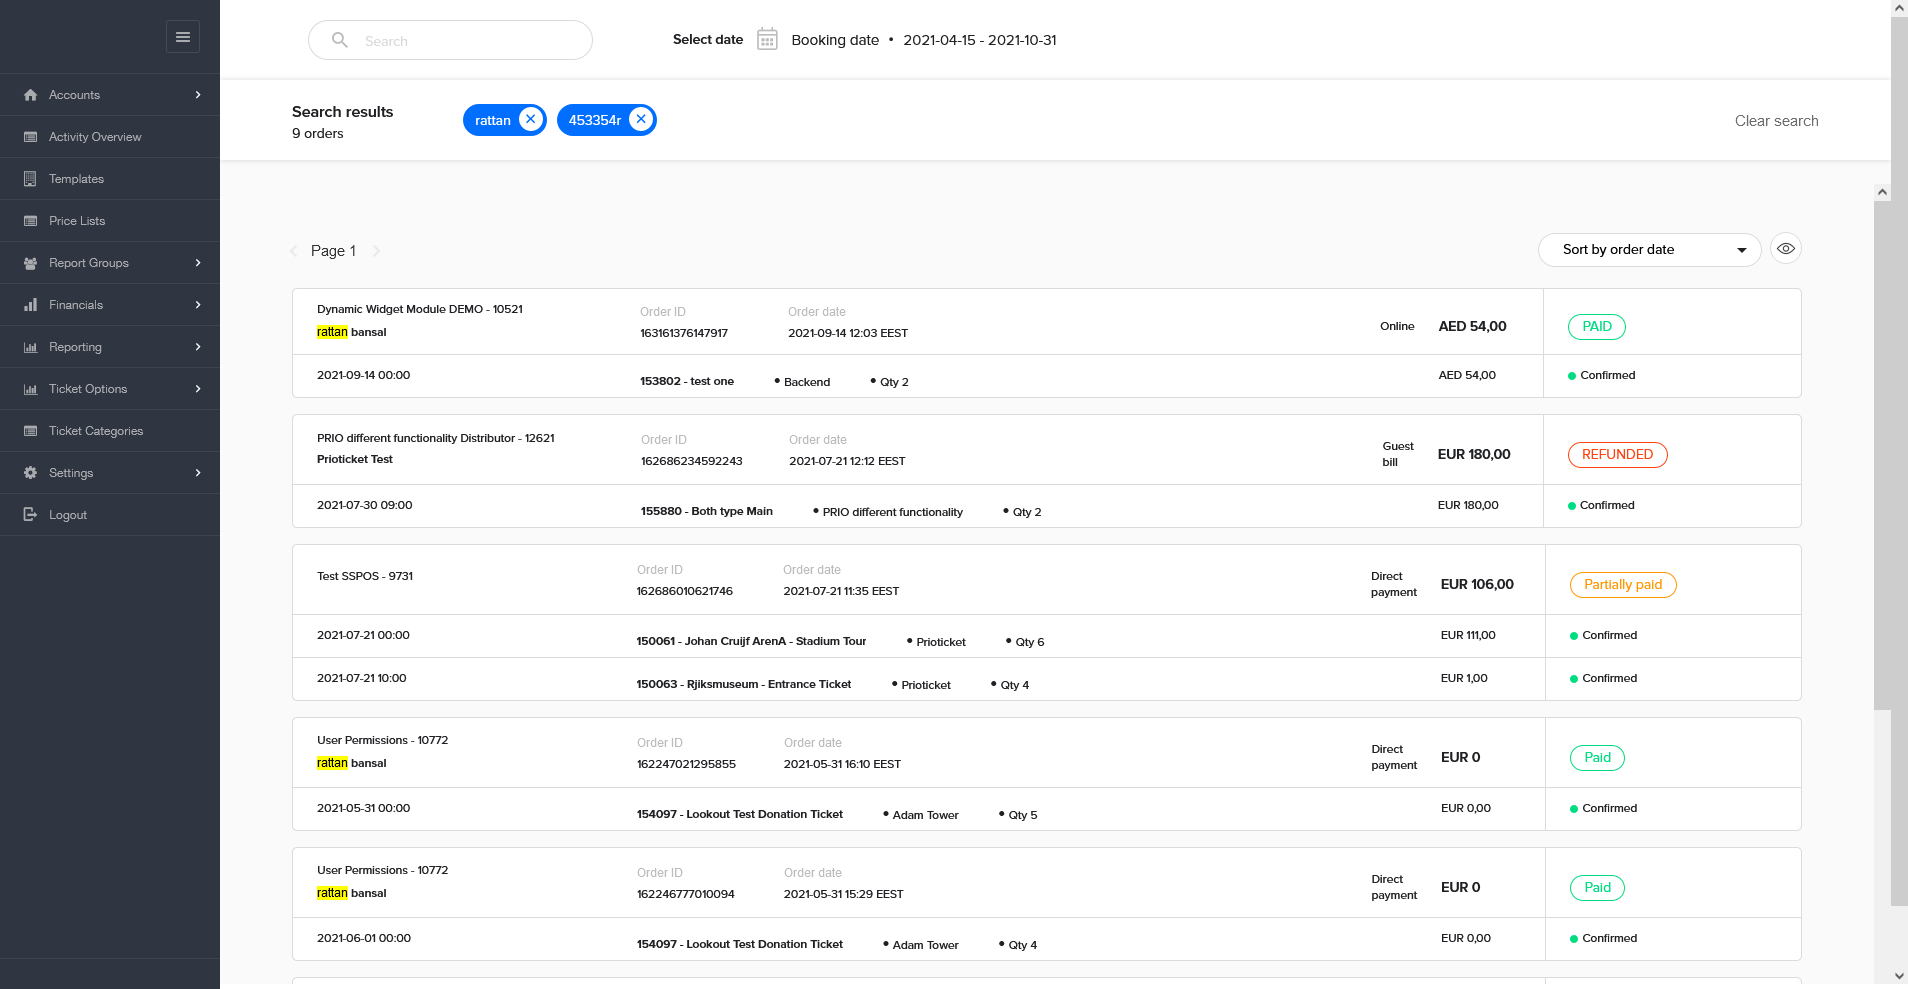 Accounts
Activity Overview
Templates
Price Lists
Report Groups
Financials
Reporting
Ticket Options
Ticket Categories
Settings
Logout
Search
Select date Booking date • 2021-04-15 - 2021-10-31
Search results
9 orders
rattan 453354r
Clear search
Page 1
Sort by order date
Dynamic Widget Module DEMO - 10521
rattan bansal
Order ID
163161376147917
Order date
2021-09-14 12:03 EEST
Online
AED 54,00
PAID
2021-09-14 00:00
153802 - test one • Backend • Qty 2
AED 54,00
Confirmed
PRIO different functionality Distributor - 12621
Prioticket Test
Order ID
162686234592243
Order date
2021-07-21 12:12 EEST
Guest
bill
EUR 180,00
REFUNDED
2021-07-30 09:00
155880 - Both type Main • PRIO different functionality • Qty 2
EUR 180,00
Confirmed
Test SSPOS - 9731
Order ID
162686010621746
Order date
2021-07-21 11:35 EEST
Direct
payment
EUR 106,00
Partially paid
2021-07-21 00:00
150061 - Johan Cruijf ArenA - Stadium Tour • Prioticket • Qty 6
EUR 111,00
Confirmed
2021-07-21 10:00
150063 - Rjiksmuseum - Entrance Ticket • Prioticket • Qty 4
EUR 1,00
Confirmed
User Permissions - 10772
rattan bansal
Order ID
162247021295855
Order date
2021-05-31 16:10 EEST
Direct
payment
EUR 0
Paid
2021-05-31 00:00
154097 - Lookout Test Donation Ticket • Adam Tower • Qty 5
EUR 0,00
Confirmed
User Permissions - 10772
rattan bansal
Order ID
162246777010094
Order date
2021-05-31 15:29 EEST
Direct
payment
EUR 0
Paid
2021-06-01 00:00
154097 - Lookout Test Donation Ticket • Adam Tower • Qty 4
EUR 0,00
Confirmed